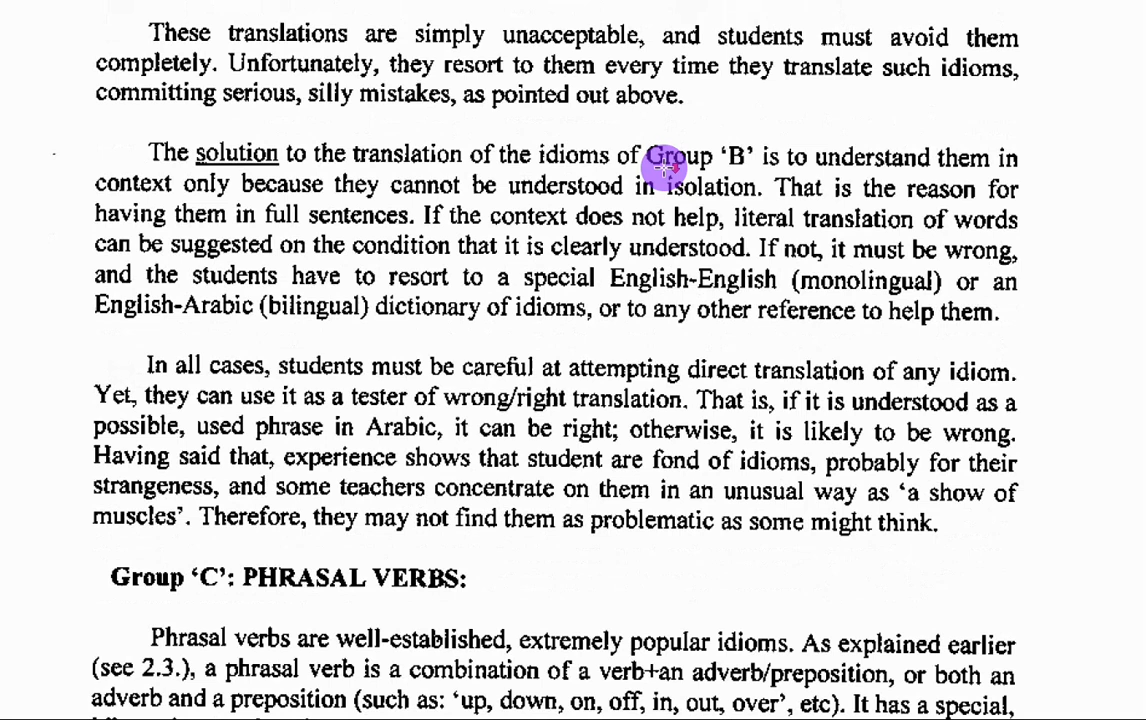 These translations are simply unacceptable, and students must avoid them
completely. Unfortunately, they resort to them every time they translate such idioms,
committing serious, silly mistakes, as pointed out above.
The solution to the translation of the idioms of Group ‘B’ is to understand them in
context only because they cannot be understood in isolation. That is the reason for
having them in full sentences. If the context does not help, literal translation of words
can be suggested on the condition that it is clearly understood. If not, it must be wrong,
and the students have to resort to a special English-English (monolingual) or an
English-Arabic (bilingual) dictionary of idioms, or to any other reference to help them.
In all cases, students must be careful at attempting direct translation of any idiom.
Yet, they can use it as a tester of wrong/right translation. That is, if it is understood as a
possible, used phrase in Arabic, it can be right; otherwise, it is likely to be wrong.
Having said that, experience shows that student are fond of idioms, probably for their
strangeness, and some teachers concentrate on them in an unusual way as ‘a show of
muscles’. Therefore, they may not find them as problematic as some might think.
Group ‘C’: PHRASAL VERBS:
Phrasal verbs are well-established, extremely popular idioms. As explained earlier
(see 2.3.), a phrasal verb is a combination of a verb+an adverb/preposition, or both an
adverb and a preposition (such as: ‘up, down, on, off, in, out, over’, etc). It has a special,